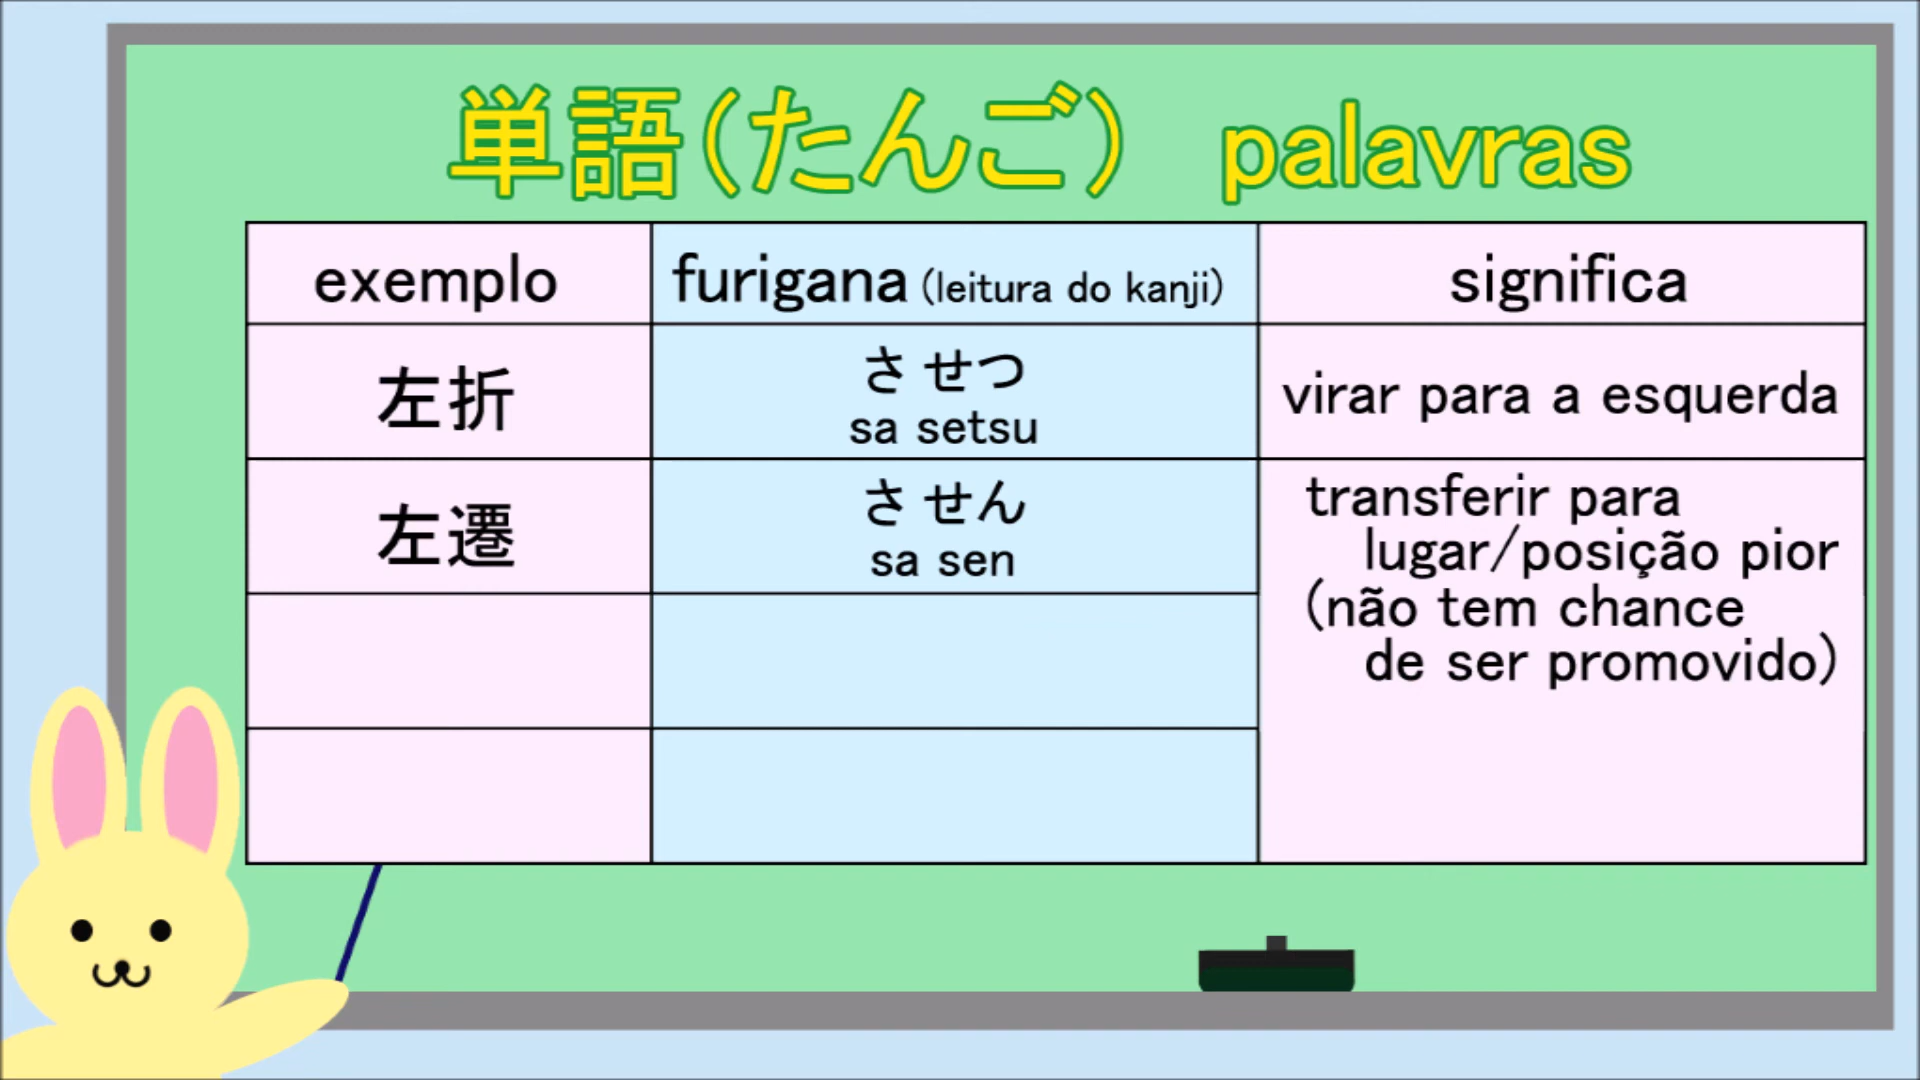 単語(たんご) palavras
exemplo furigana (leitura do kanji) significa
左折 さ せつ virar para a esquerda
sa setsu
左遷 さ せん transferir para
sa sen lugar/posição pior
(não tem chance
de ser promovido)